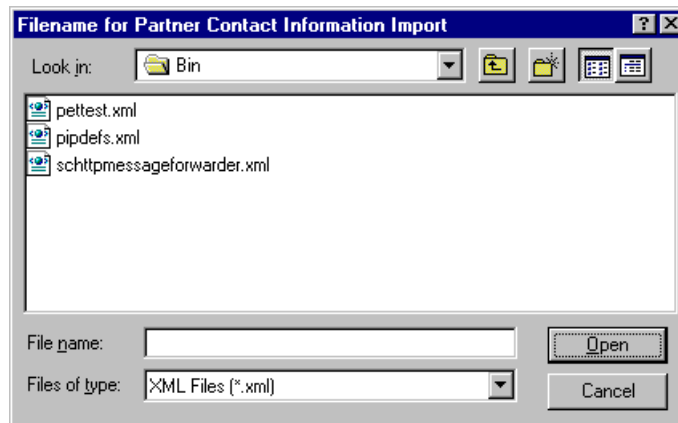 Filename for Partner Contact Information Import
Look in: Bin
pettest.xml
pipdefs.xml
schttpmessageforwarder.xml
File name: Open
Files of type: XML Files (*.xml) Cancel